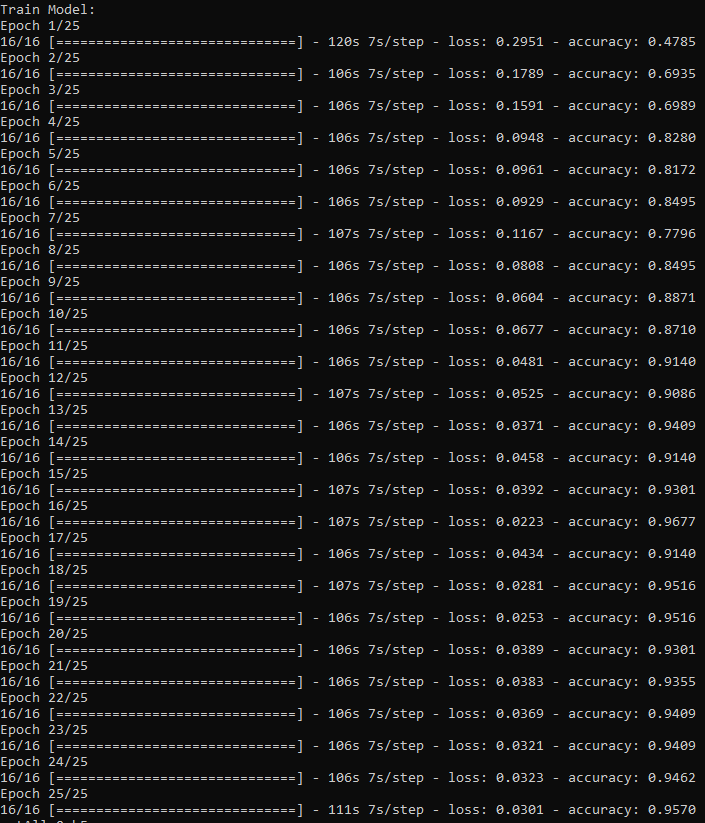 Train Model:
Epoch 1/25
16/16 [==============================] - 120s 7s/step - loss: 0.2951 - accuracy: 0.4785
Epoch 2/25
16/16 [==============================] - 106s 7s/step - loss: 0.1789 - accuracy: 0.6935
Epoch 3/25
16/16 [==============================] - 106s 7s/step - loss: 0.1591 - accuracy: 0.6989
Epoch 4/25
16/16 [==============================] - 106s 7s/step - loss: 0.0948 - accuracy: 0.8280
Epoch 5/25
16/16 [==============================] - 106s 7s/step - loss: 0.0961 - accuracy: 0.8172
Epoch 6/25
16/16 [==============================] - 106s 7s/step - loss: 0.0929 - accuracy: 0.8495
Epoch 7/25
16/16 [==============================] - 107s 7s/step - loss: 0.1167 - accuracy: 0.7796
Epoch 8/25
16/16 [==============================] - 106s 7s/step - loss: 0.0808 - accuracy: 0.8495
Epoch 9/25
16/16 [==============================] - 106s 7s/step - loss: 0.0604 - accuracy: 0.8871
Epoch 10/25
16/16 [==============================] - 106s 7s/step - loss: 0.0677 - accuracy: 0.8710
Epoch 11/25
16/16 [==============================] - 106s 7s/step - loss: 0.0481 - accuracy: 0.9140
Epoch 12/25
16/16 [==============================] - 107s 7s/step - loss: 0.0525 - accuracy: 0.9086
Epoch 13/25
16/16 [==============================] - 106s 7s/step - loss: 0.0371 - accuracy: 0.9409
Epoch 14/25
16/16 [==============================] - 106s 7s/step - loss: 0.0458 - accuracy: 0.9140
Epoch 15/25
16/16 [==============================] - 107s 7s/step - loss: 0.0392 - accuracy: 0.9301
Epoch 16/25
16/16 [==============================] - 107s 7s/step - loss: 0.0223 - accuracy: 0.9677
Epoch 17/25
16/16 [==============================] - 106s 7s/step - loss: 0.0434 - accuracy: 0.9140
Epoch 18/25
16/16 [==============================] - 107s 7s/step - loss: 0.0281 - accuracy: 0.9516
Epoch 19/25
16/16 [==============================] - 106s 7s/step - loss: 0.0253 - accuracy: 0.9516
Epoch 20/25
16/16 [==============================] - 106s 7s/step - loss: 0.0389 - accuracy: 0.9301
Epoch 21/25
16/16 [==============================] - 106s 7s/step - loss: 0.0383 - accuracy: 0.9355
Epoch 22/25
16/16 [==============================] - 106s 7s/step - loss: 0.0369 - accuracy: 0.9409
Epoch 23/25
16/16 [==============================] - 106s 7s/step - loss: 0.0321 - accuracy: 0.9409
Epoch 24/25
16/16 [==============================] - 106s 7s/step - loss: 0.0323 - accuracy: 0.9462
Epoch 25/25
16/16 [==============================] - 111s 7s/step - loss: 0.0301 - accuracy: 0.9570